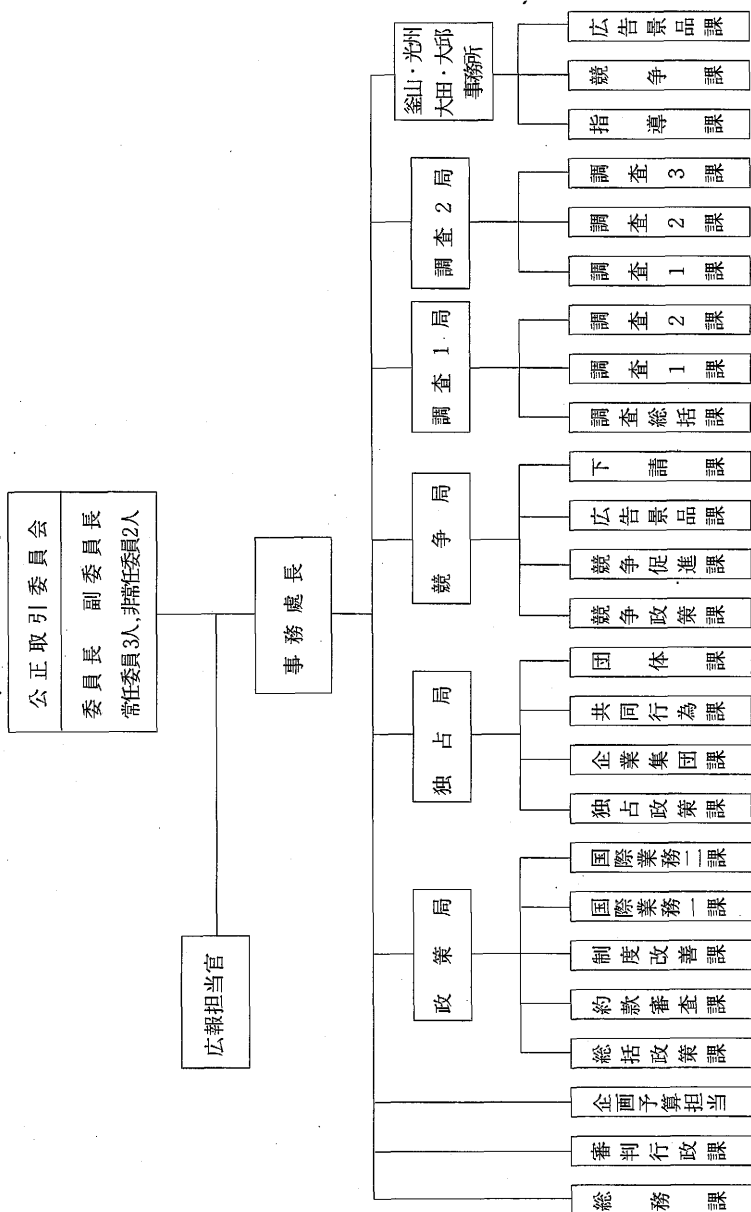 公正取引委員会
委員長 副委員長
常任委員3人,非常任委員2人
広報担当官
事務處長
総務課
審判行政課
企画予算担当
政策局
総括政策課
約款審査課
制度改善課
国際業務一課
国際業務二課
独占局
独占政策課
企業集団課
共同行為課
団体課
競争局
競争政策課
競争促進課
広告景品課
下請課
調査1局
調査総括課
調査1課
調査2課
調査2局
調査1課
調査2課
調査3課
釜山・光州
大田・大邱
事務所
指導課
競争課
広告景品課